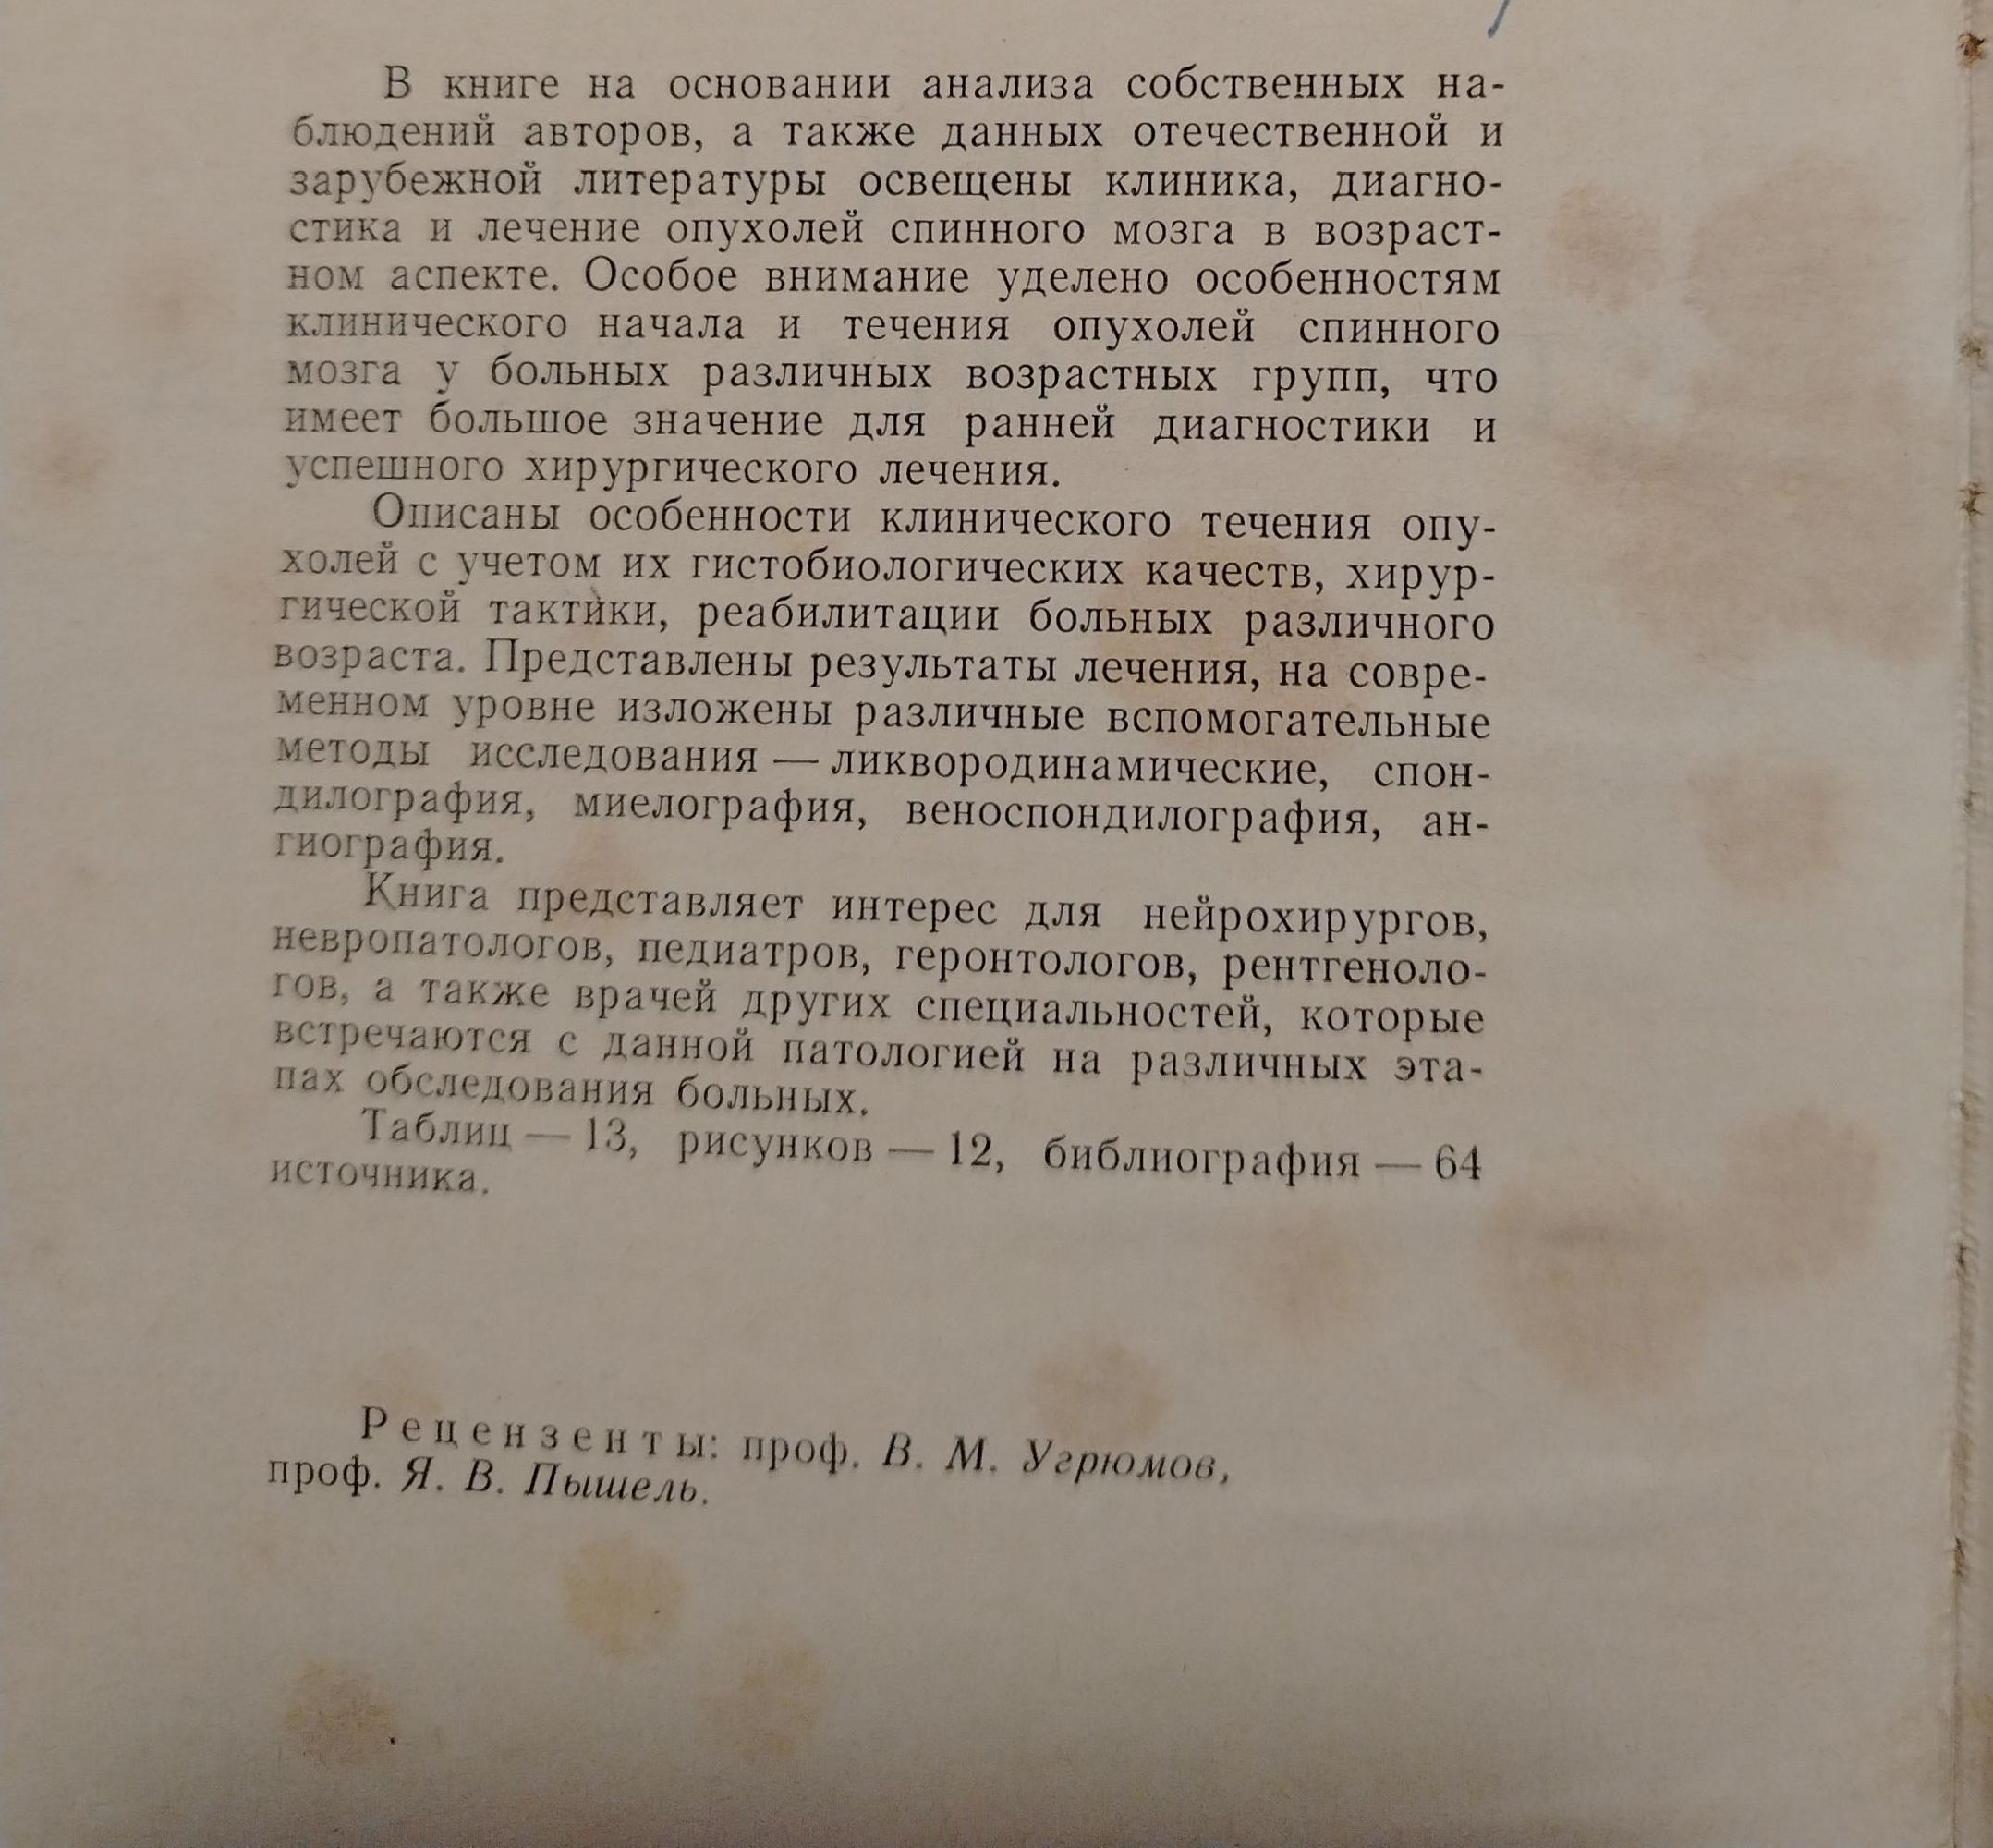 В книге на основании анализа собственных на-
блюдений авторов, а также данных отечественной и
зарубежной литературы освещены клиника, диагно-
стика и лечение опухолей спинного мозга в возраст-
ном аспекте. Особое внимание уделено особенностям
клинического начала и течения опухолей спинного
мозга у больных различных возрастных групп, что
имеет большое значение для ранней диагностики и
успешного хирургического лечения.
Описаны особенности клинического течения опу-
холей с учетом их гистобиологических качеств, хирур-
гической тактики, реабилитации больных различного
возраста. Представлены результаты лечения, на совре-
менном уровне изложены различные вспомогательные
методы исследования — ликвородинамические, спон-
дилография, миелография, веноспондилография, ан-
гиография.
Книга представляет интерес для нейрохирургов,
невропатологов, педиатров, геронтологов, рентгеноло-
гов, а также врачей других специальностей, которые
встречаются с данной патологией на различных эта-
пах обследования больных.
Таблиц — 13, рисунков — 12, библиография — 64
источника.
Рецензенты: проф. В. М. Угрюмов,
проф. Я. В. Пышель.